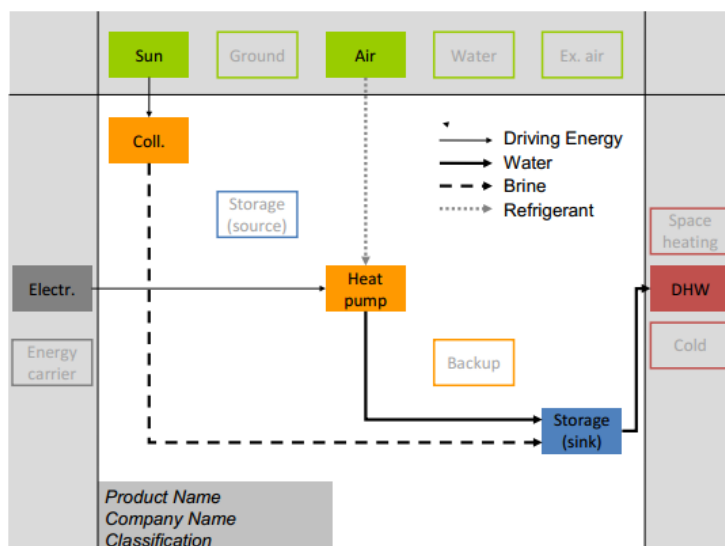 Sun
Ground
Air
Water
Ex. air
Coll.
Driving Energy
Water
Brine
Refrigerant
Storage
(source)
Space
heating
Electr.
Heat
pump
DHW
Energy
carrier
Backup
Cold
Storage
(sink)
Product Name
Company Name
Classification